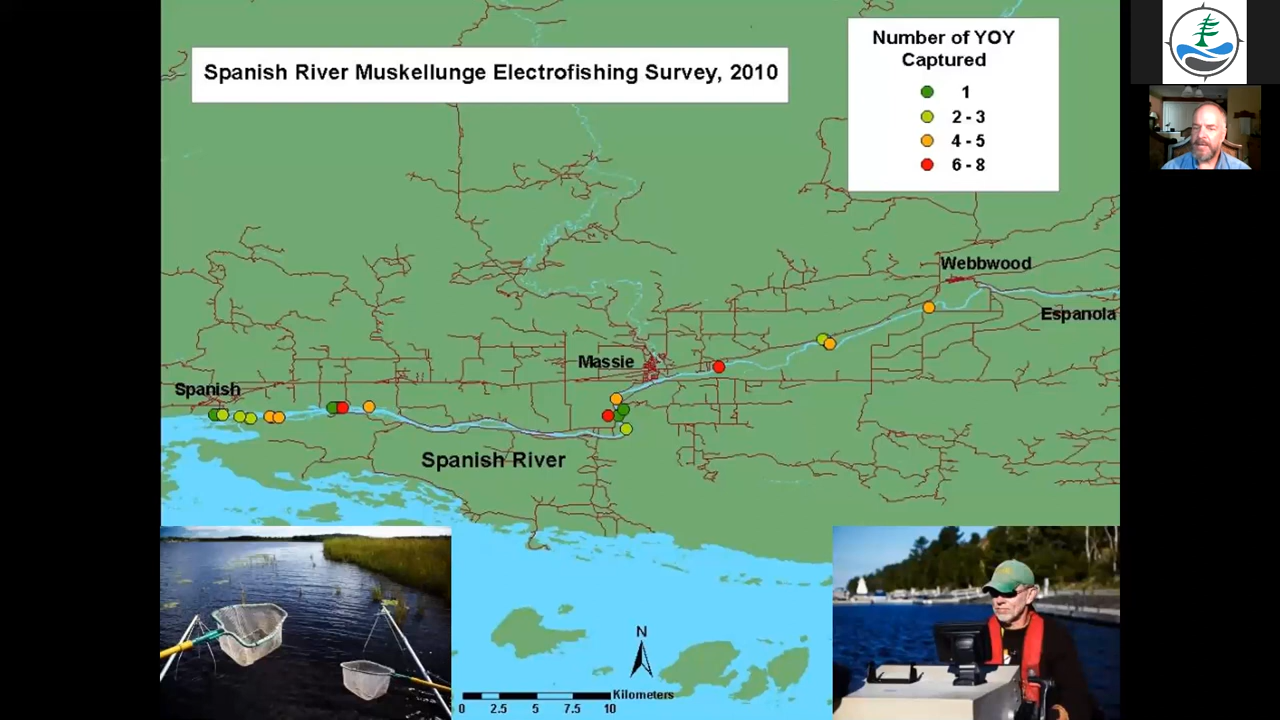 Spanish River Muskellunge Electrofishing Survey, 2010
Number of YOY
Captured
1
2 - 3
4 - 5
6 - 8
Webbwood
Espanola
Massie
Spanish
Spanish River
N
Kilometers
0 2.5 5 7.5 10